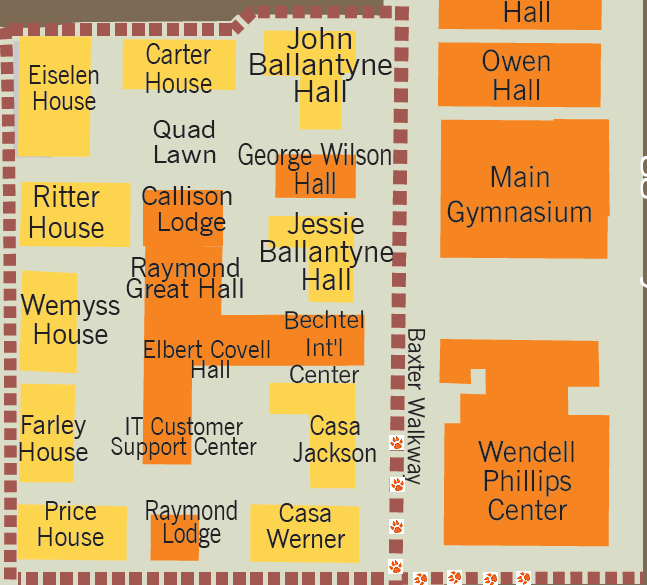 Hall
John
Ballantyne
Hall
Carter
House
Eiselen
House
Owen
Hall
Quad
Lawn
George Wilson
Hall
Main
Gymnasium
Ritter
House
Callison
Lodge
Jessie
Ballantyne
Hall
Raymond
Great Hall
Wemyss
House
Bechtel
Int'l
Center
Elbert Covell
Hall
Baxter Walkway
Farley
House
IT Customer
Support Center
Casa
Jackson
Wendell
Phillips
Center
Price
House
Raymond
Lodge
Casa
Werner